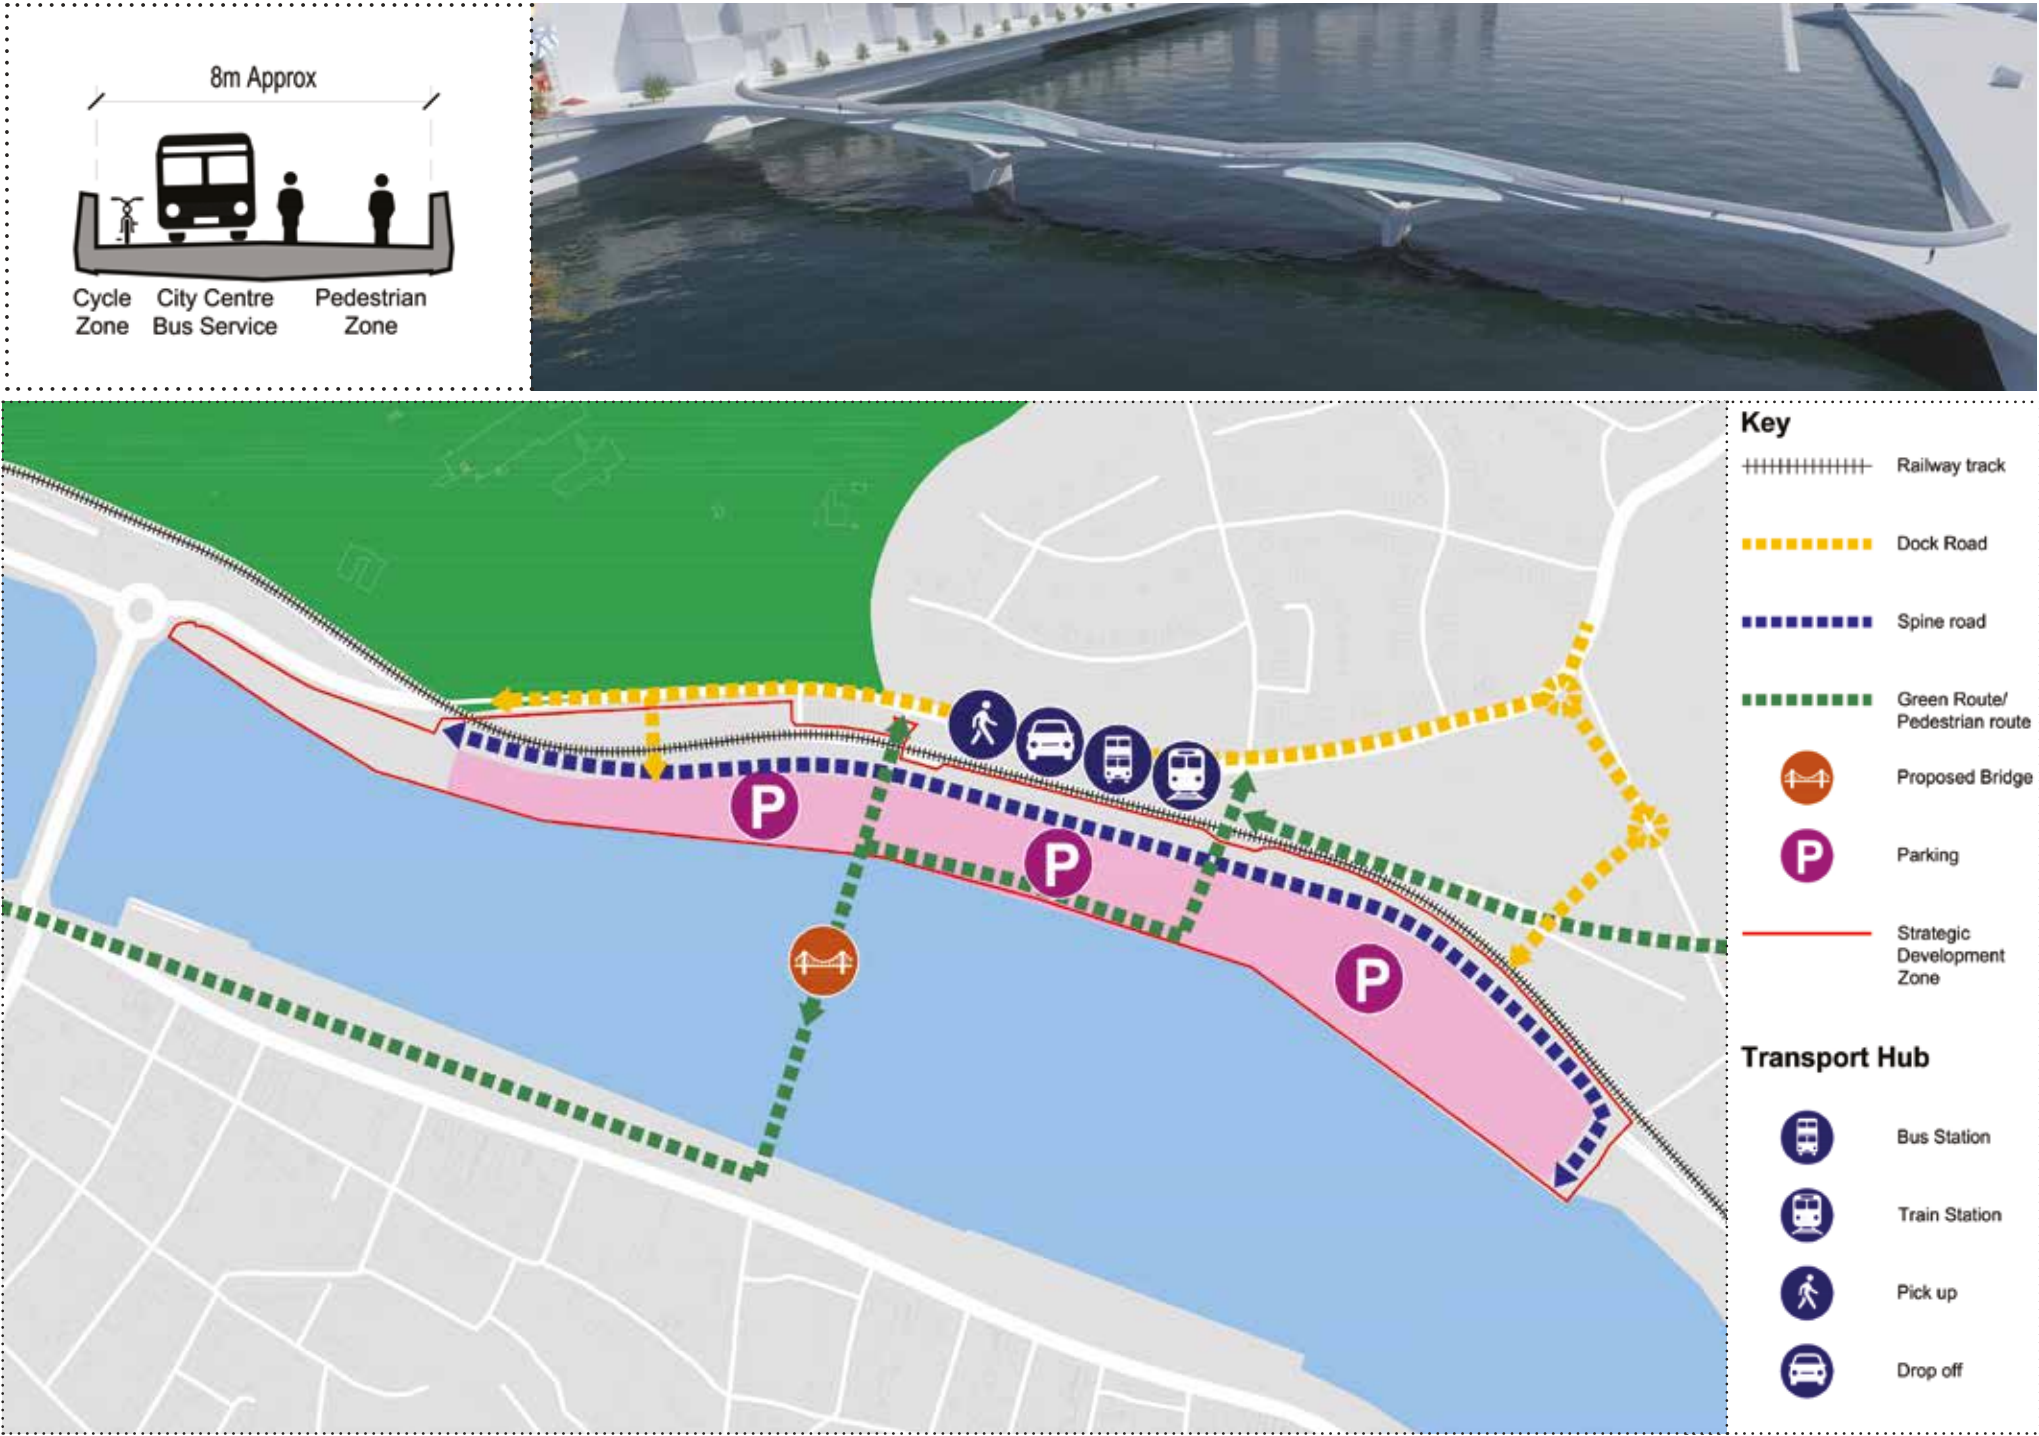 8m Approx
Cycle
Zone
City Centre
Bus Service
Pedestrian
Zone
Key
Railway track
Dock Road
Spine road
Green Route/
Pedestrian route
Proposed Bridge
P
Parking
Strategic
Development
Zone
Transport Hub
Bus Station
Train Station
Pick up
Drop off
P
P
P